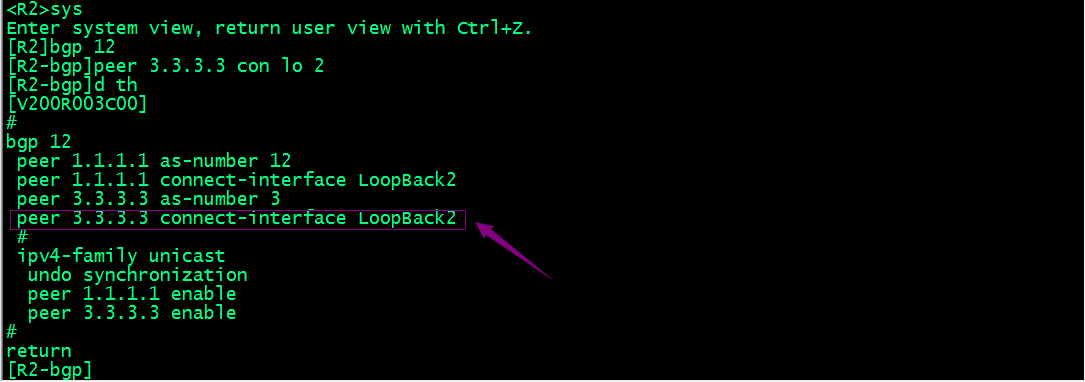 <R2>sys
Enter system view, return user view with Ctrl+Z.
[R2]bgp 12
[R2-bgp]peer 3.3.3.3 con lo 2
[R2-bgp]d th
[V200R003C00]
#
bgp 12
peer 1.1.1.1 as-number 12
peer 1.1.1.1 connect-interface LoopBack2
peer 3.3.3.3 as-number 3
peer 3.3.3.3 connect-interface LoopBack2
#
ipv4-family unicast
undo synchronization
peer 1.1.1.1 enable
peer 3.3.3.3 enable
#
return
[R2-bgp]